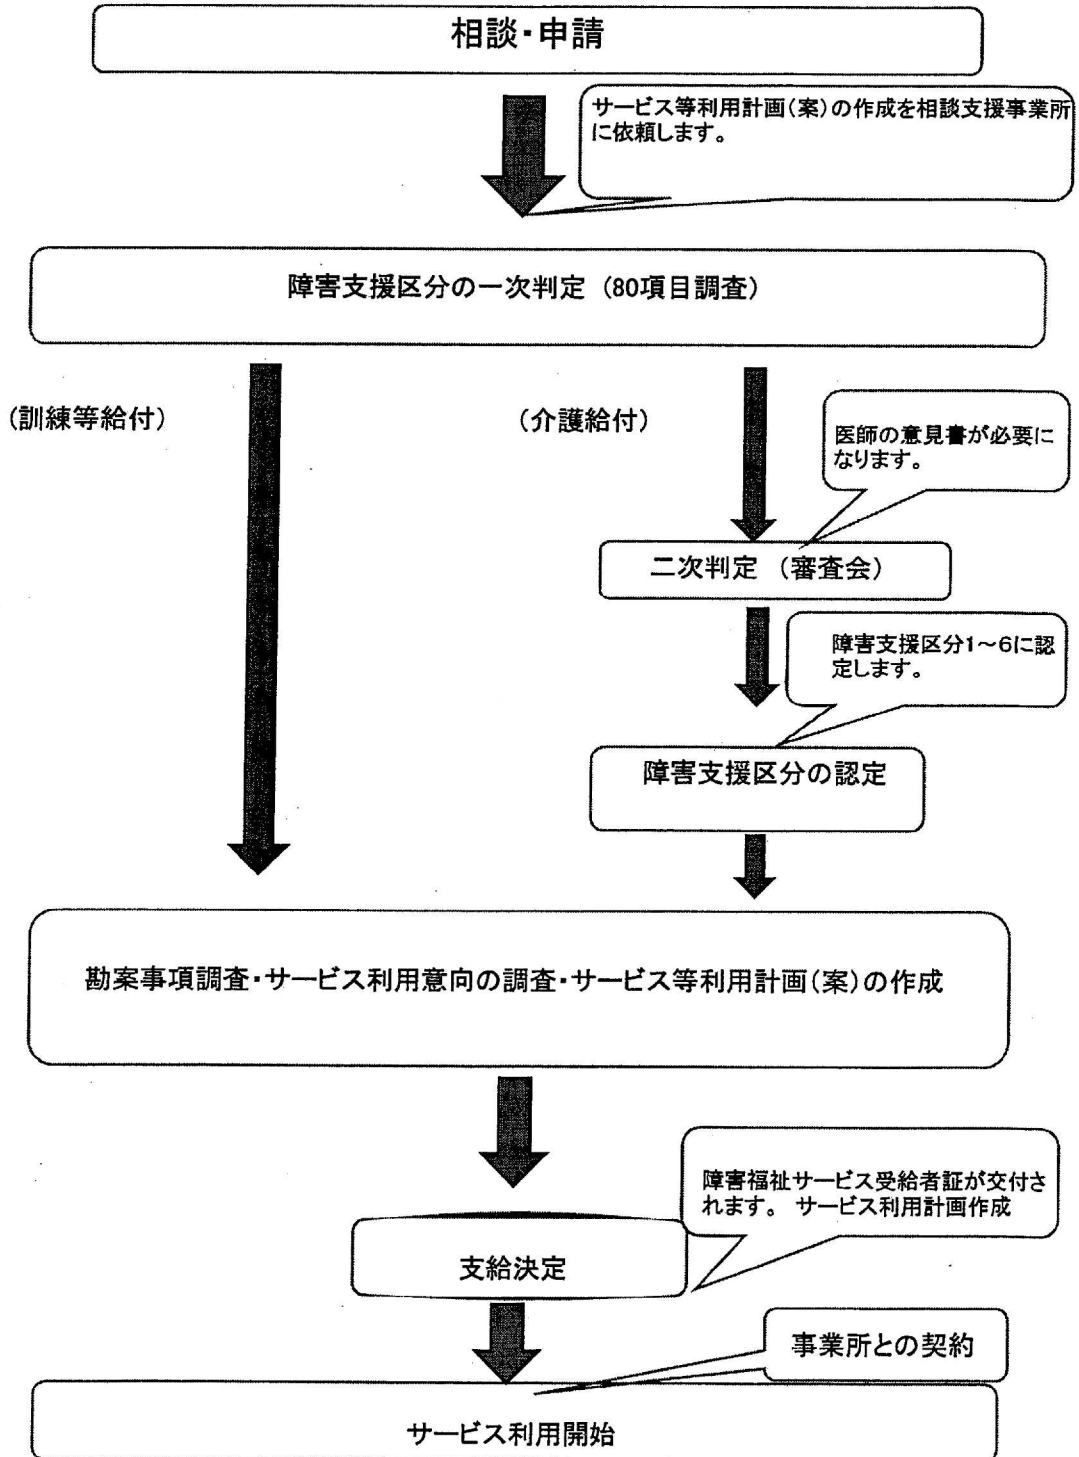 相談・申請
サービス等利用計画(案)の作成を相談支援事業所
に依頼します。
障害支援区分の一次判定 (80項目調査)
(訓練等給付)
(介護給付)
医師の意見書が必要に
なります。
二次判定 (審査会)
障害支援区分1~6に認
定します。
障害支援区分の認定
勘案事項調査・サービス利用意向の調査・サービス等利用計画(案)の作成
障害福祉サービス受給者証が交付さ
れます。 サービス利用計画作成
支給決定
事業所との契約
サービス利用開始